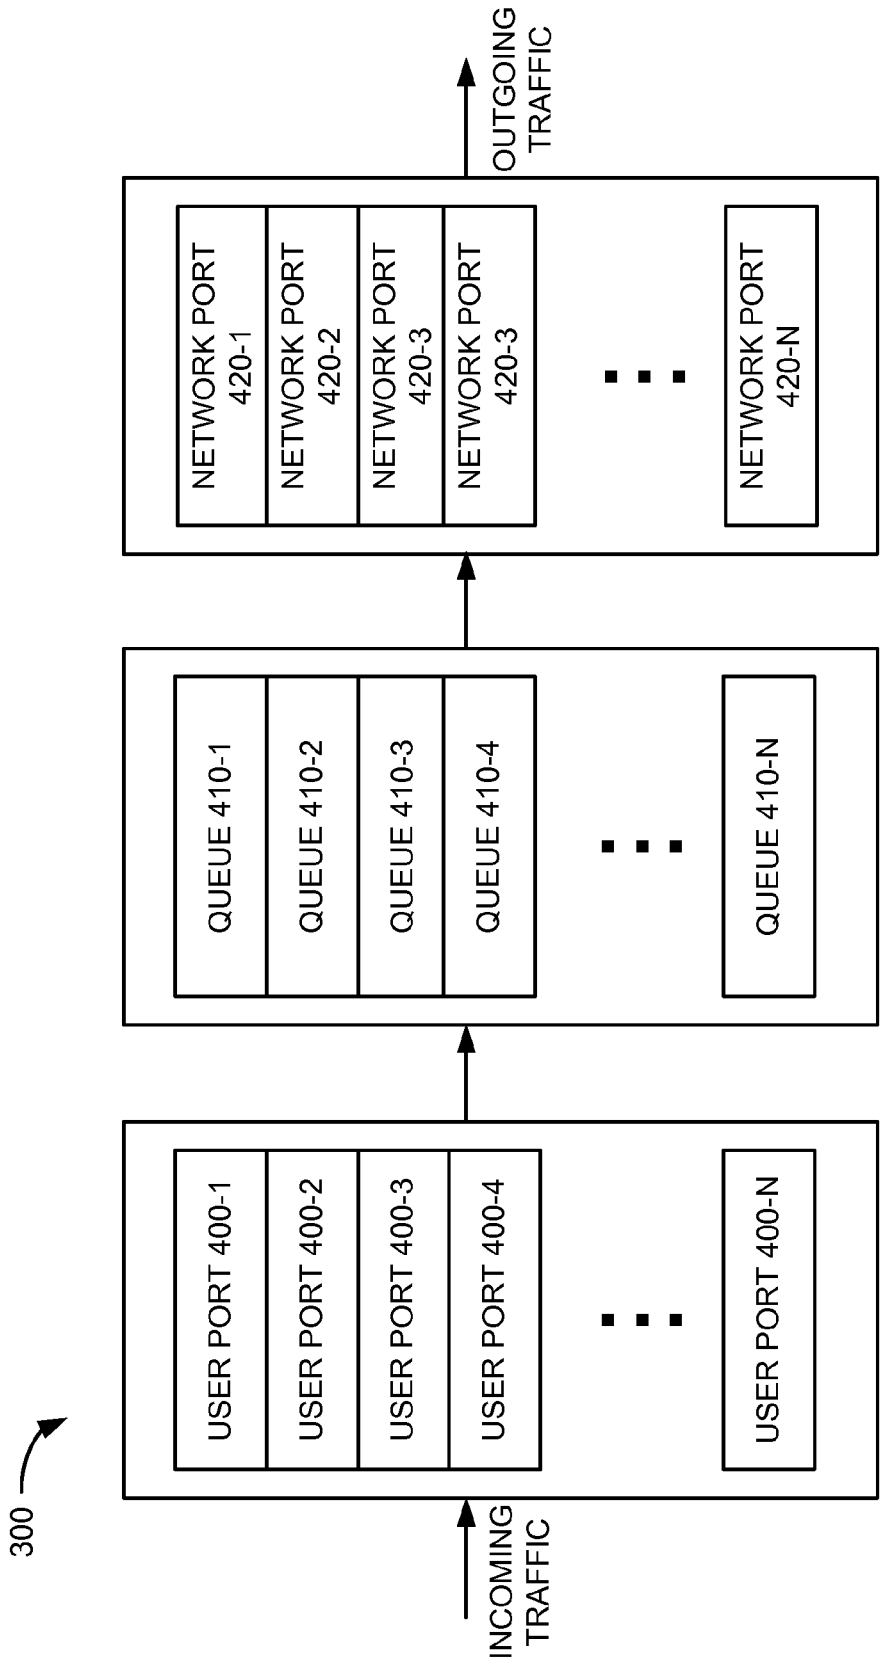 300
INCOMING
TRAFFIC
USER PORT 400-1
USER PORT 400-2
USER PORT 400-3
USER PORT 400-4
USER PORT 400-N
QUEUE 410-1
QUEUE 410-2
QUEUE 410-3
QUEUE 410-4
QUEUE 410-N
NETWORK PORT
420-1
NETWORK PORT
420-2
NETWORK PORT
420-3
NETWORK PORT
420-3
NETWORK PORT
420-N
OUTGOING
TRAFFIC